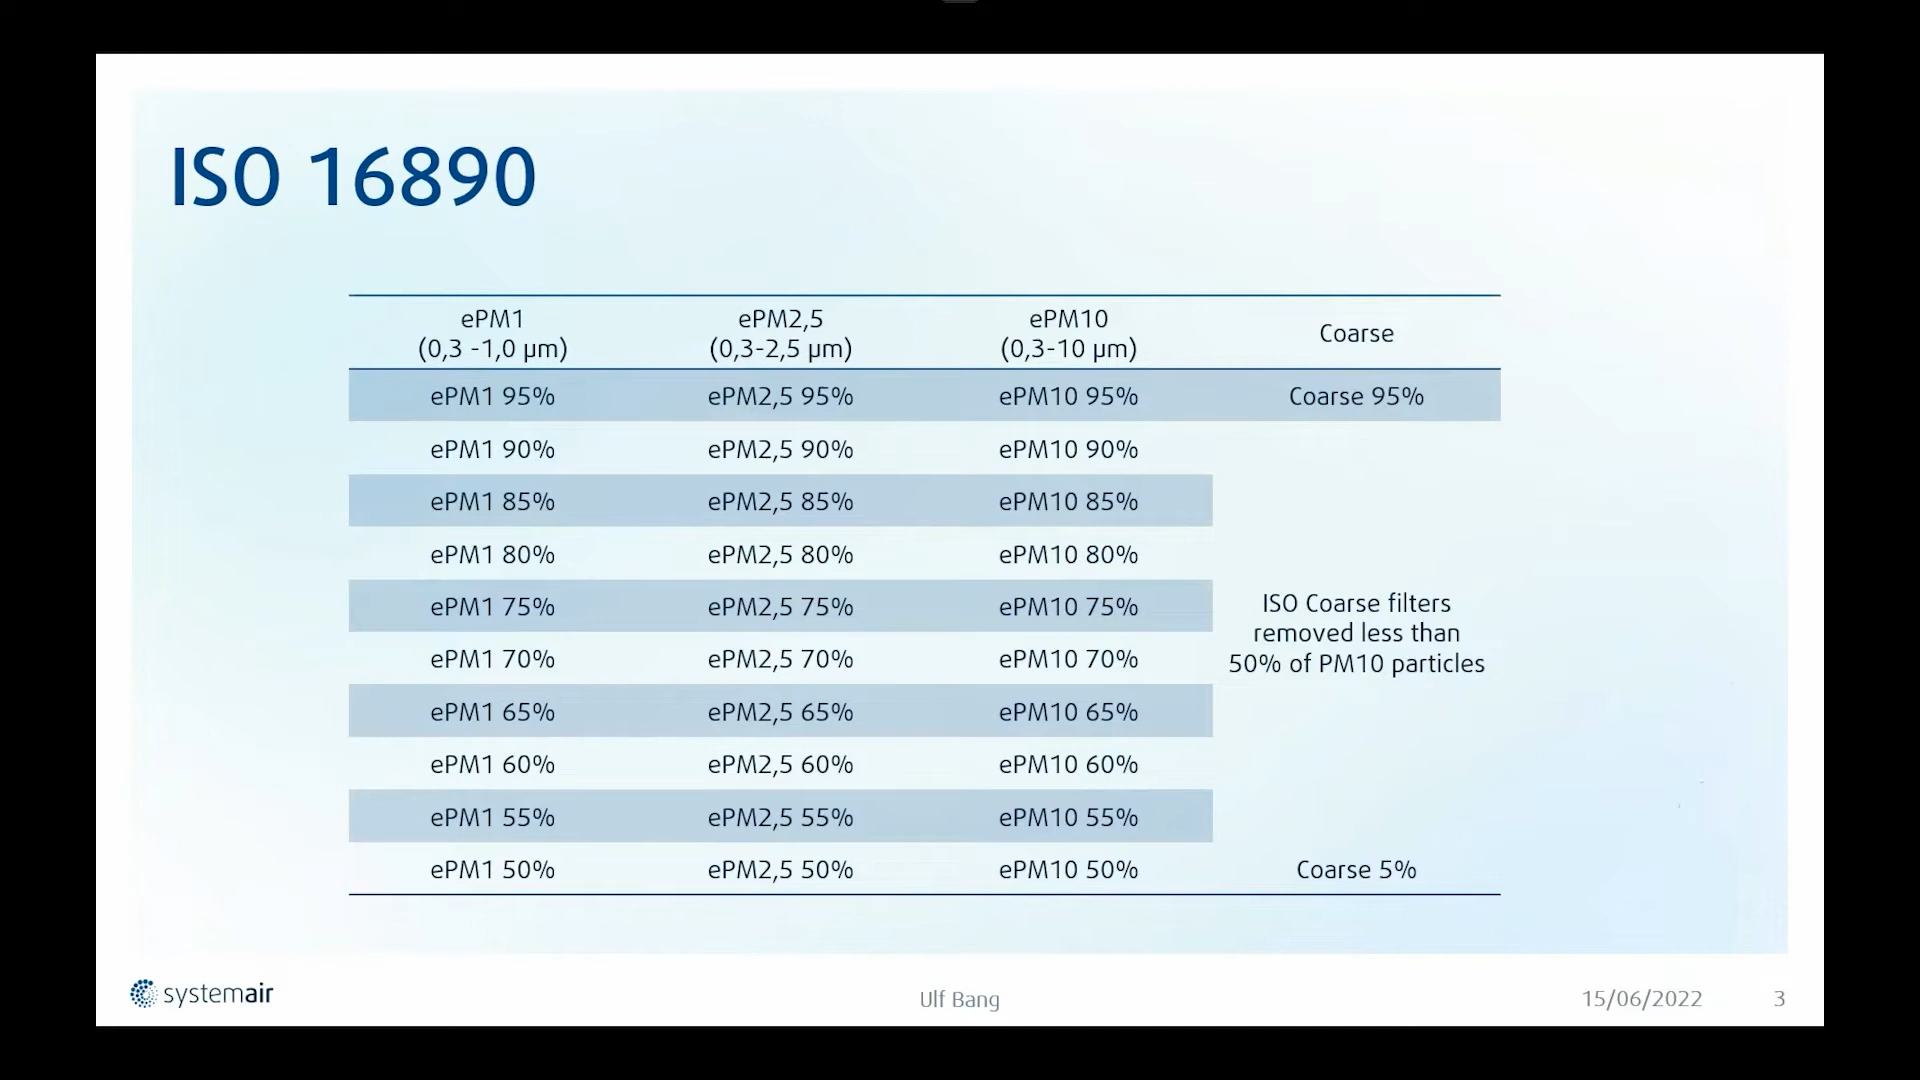 ISO 16890
ePM1 ePM2,5 ePM10 Coarse
(0,3 -1,0 µm) (0,3-2,5 µm) (0,3-10 µm)
ePM1 95% ePM2,5 95% ePM10 95% Coarse 95%
ePM1 90% ePM2,5 90% ePM10 90%
ePM1 85% ePM2,5 85% ePM10 85%
ePM1 80% ePM2,5 80% ePM10 80%
ePM1 75% ePM2,5 75% ePM10 75%
ePM1 70% ePM2,5 70% ePM10 70%
ePM1 65% ePM2,5 65% ePM10 65%
ePM1 60% ePM2,5 60% ePM10 60%
ePM1 55% ePM2,5 55% ePM10 55%
ePM1 50% ePM2,5 50% ePM10 50% Coarse 5%
ISO Coarse filters
removed less than
50% of PM10 particles
systemair
Ulf Bang
15/06/2022 3